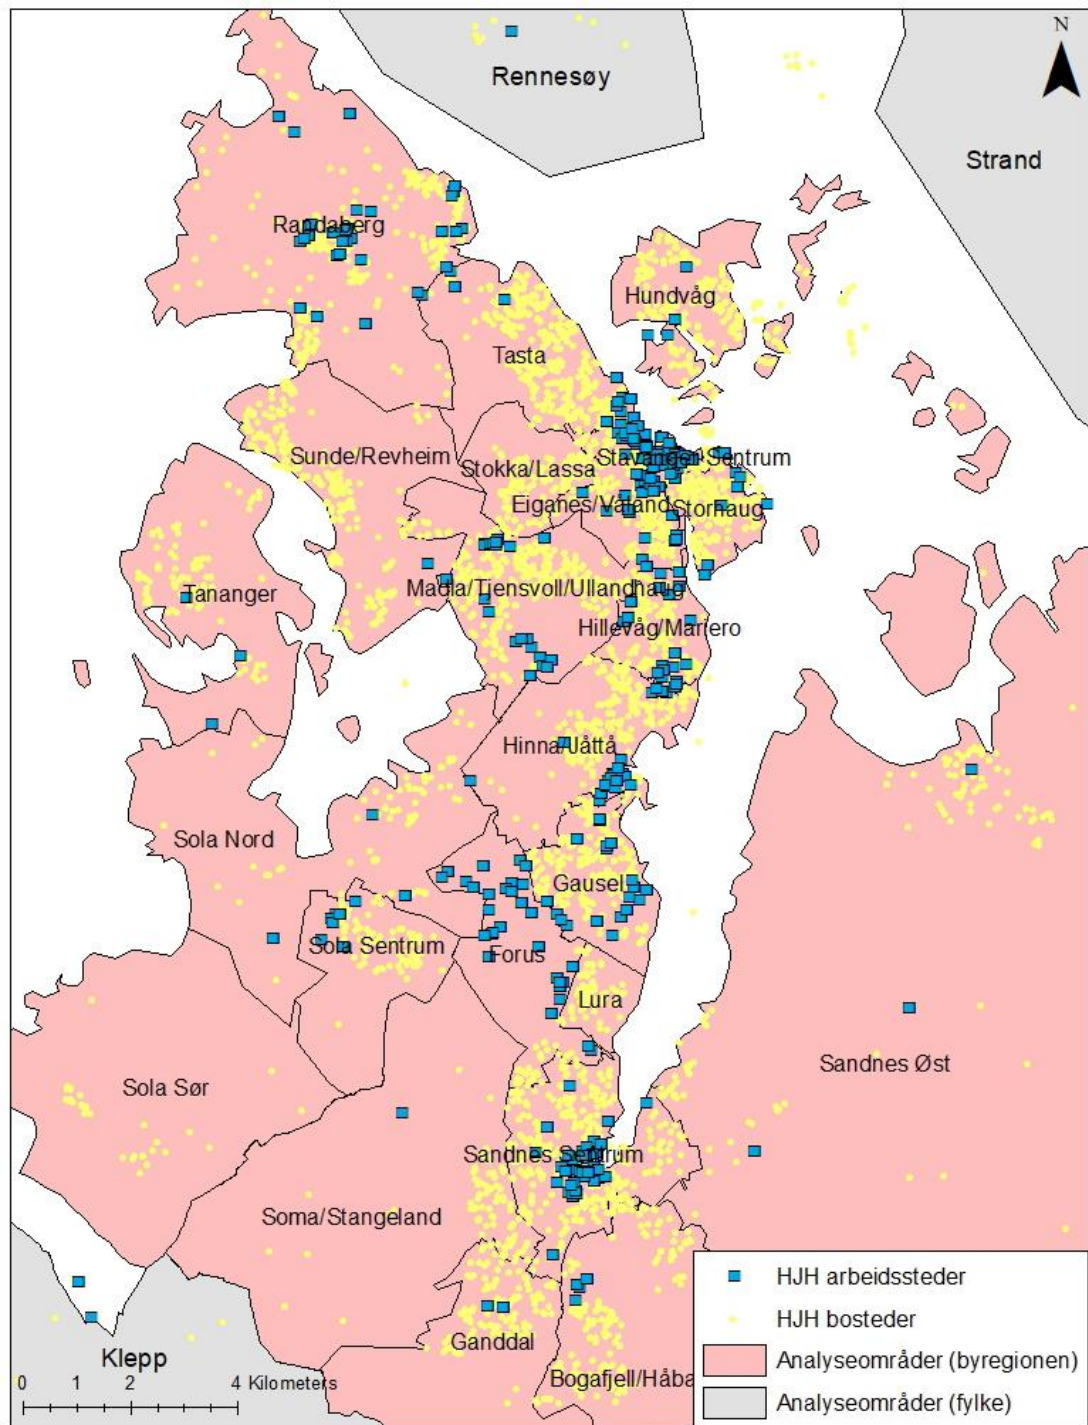 N
Rennesøy
Strand
Randaberg
Hundvåg
Tasta
Sunde/Revheim
Stokka/Lassa
Stavanger Sentrum
Eiganes/Våland
Storhaug
Tananger
Madla/Tjensvoll/Ullandhaug
Hillevåg/Mariero
Hinna/Jåttå
Sola Nord
Gausel
Sola Sentrum
Forus
Lura
Sandnes Øst
Sola Sør
Sandnes Sentrum
Soma/Stangeland
Ganddal
Bogafjell/Håba
Klepp
0 1 2 4 Kilometers
HJH arbeidssteder
HJH bosteder
Analyseområder (byregionen)
Analyseområder (fylke)